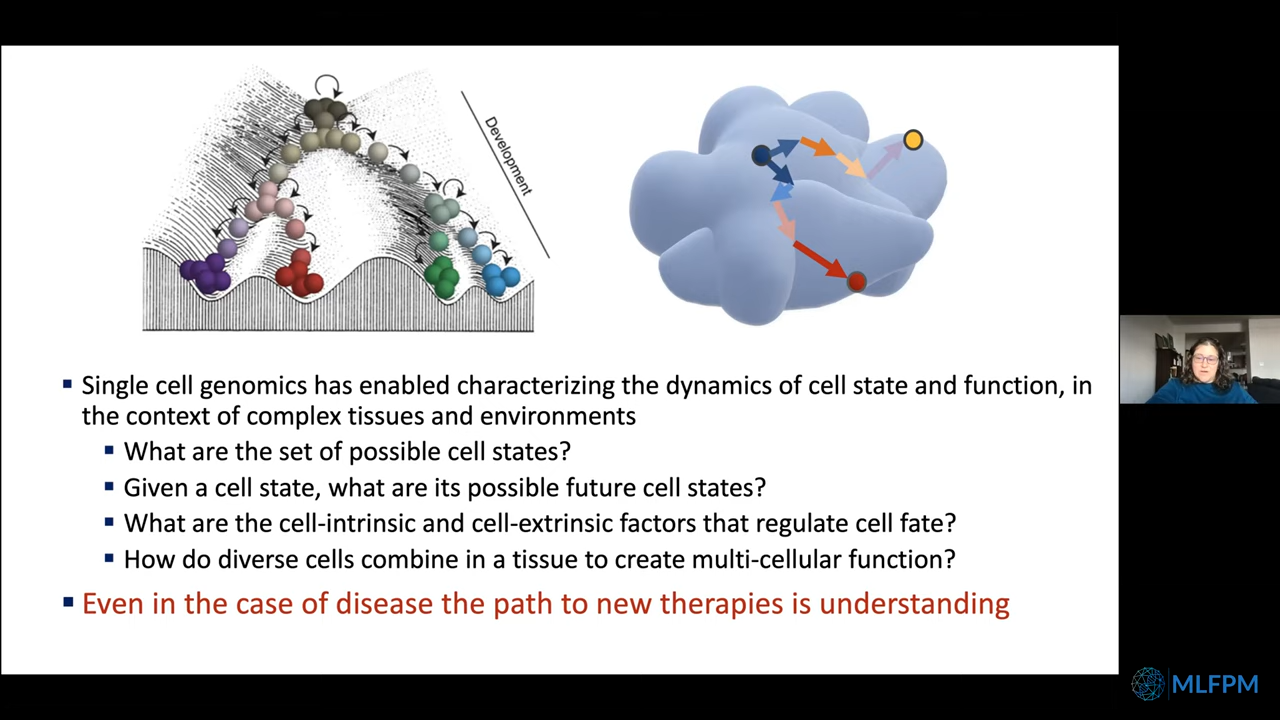 Development
▪ Single cell genomics has enabled characterizing the dynamics of cell state and function, in
the context of complex tissues and environments
▪ What are the set of possible cell states?
▪ Given a cell state, what are its possible future cell states?
▪ What are the cell-intrinsic and cell-extrinsic factors that regulate cell fate?
▪ How do diverse cells combine in a tissue to create multi-cellular function?
▪ Even in the case of disease the path to new therapies is understanding
MLFPM